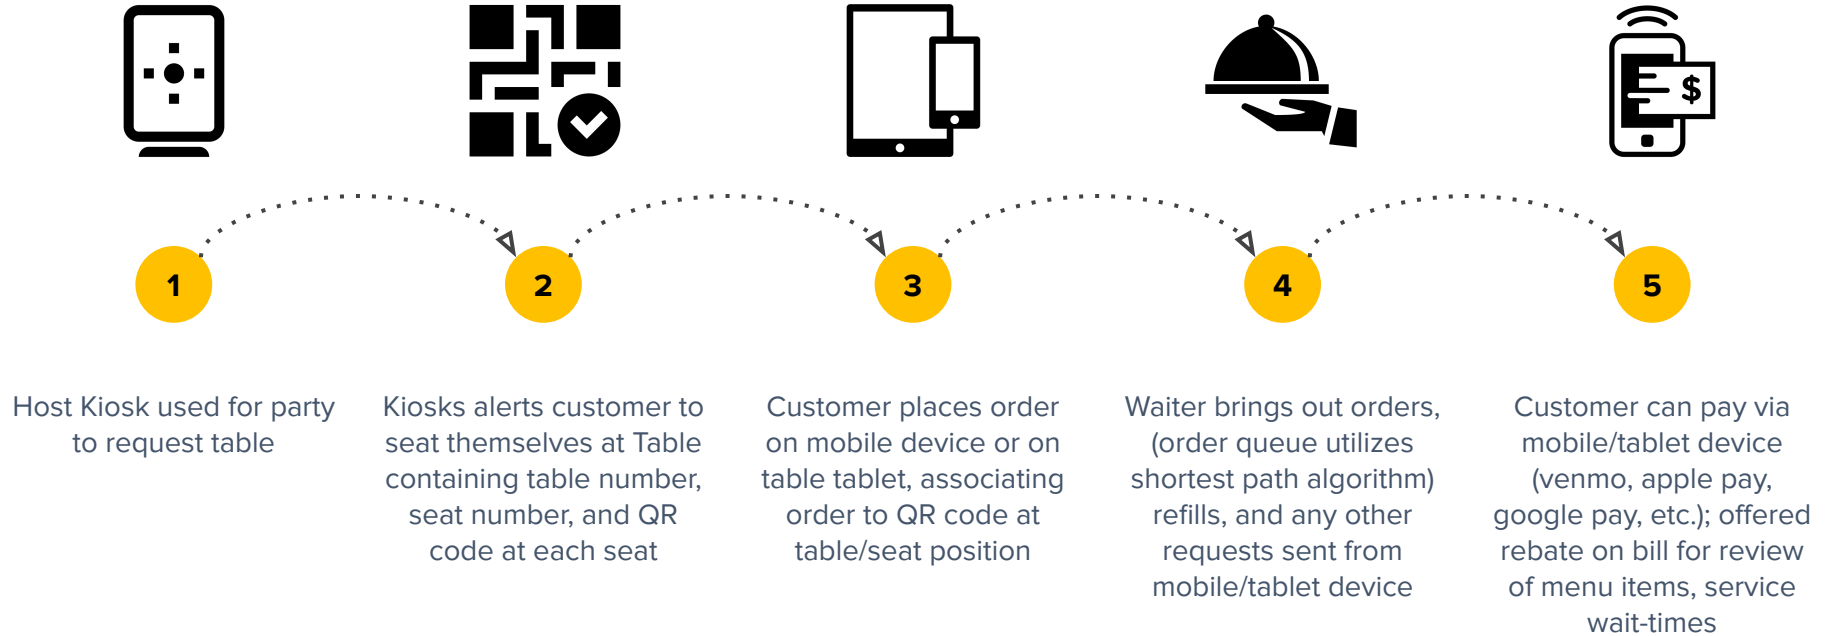 $
1
2
3
4
5
Host Kiosk used for party
to request table
Kiosks alerts customer to
seat themselves at Table
containing table number,
seat number, and QR
code at each seat
Customer places order
on mobile device or on
table tablet, associating
order to QR code at
table/seat position
Waiter brings out orders,
(order queue utilizes
shortest path algorithm)
refills, and any other
requests sent from
mobile/tablet device
Customer can pay via
mobile/tablet device
(venmo, apple pay,
google pay, etc.); offered
rebate on bill for review
of menu items, service
wait-times